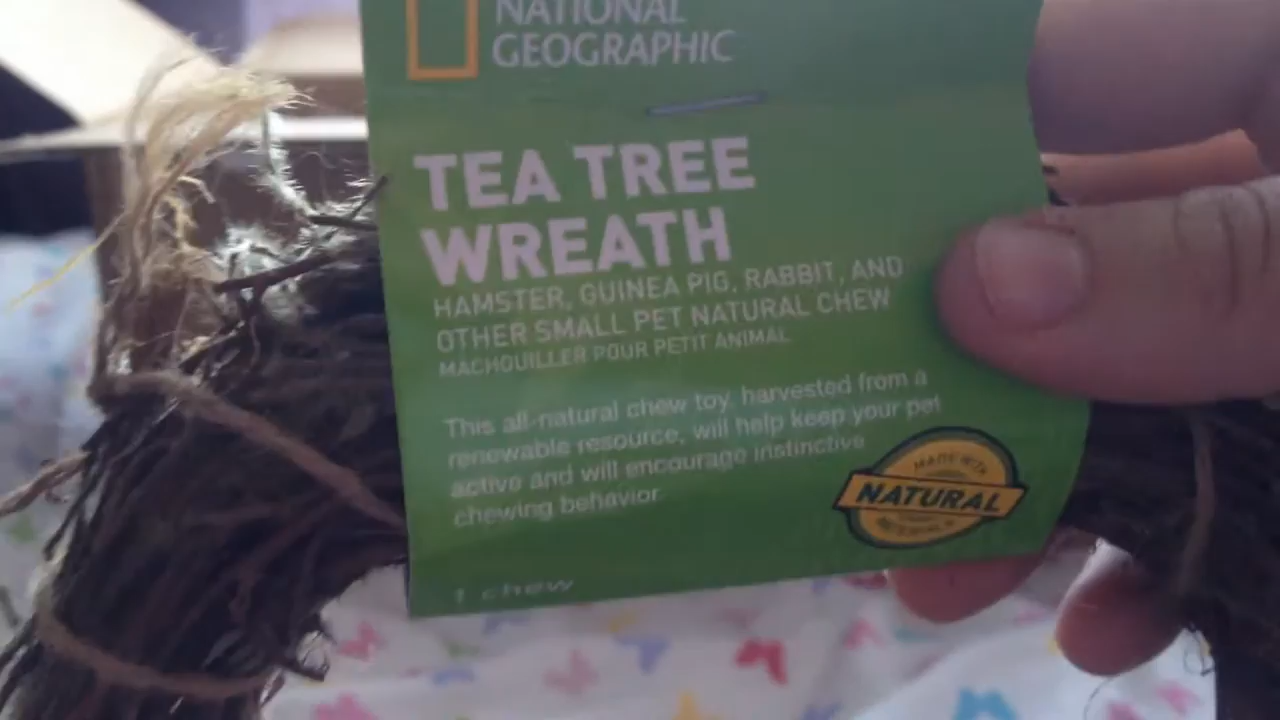 NATIONAL
GEOGRAPHIC
TEA TREE
WREATH
HAMSTER, GUINEA PIG, RABBIT, AND
OTHER SMALL PET NATURAL CHEW
MACHOUILLER POUR PETIT ANIMAL
This all-natural chew toy, harvested from a
renewable resource, will help keep your pet
active and will encourage instinctive
chewing behavior.
MADE WITH
NATURAL
1 chew